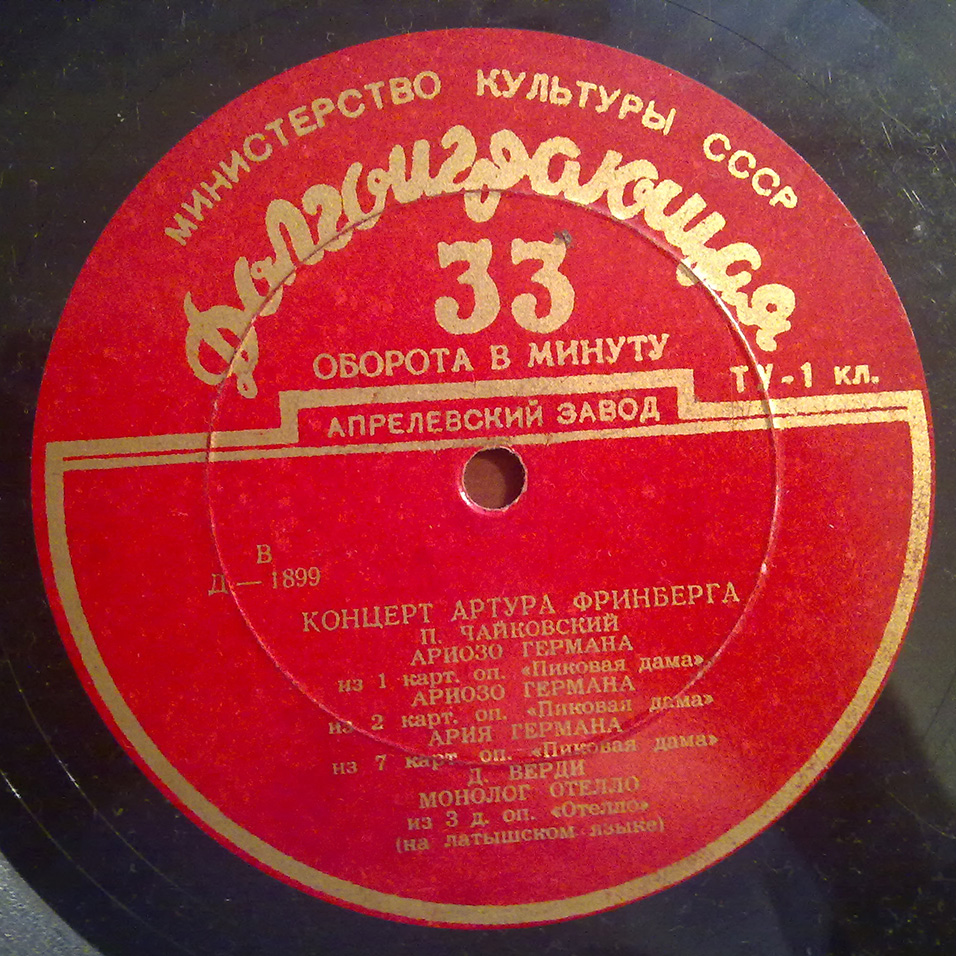 МИНИСТЕРСТВО КУЛЬТУРЫ СССР
Долгоиграющая
33
ОБОРОТА В МИНУТУ
ТУ-1 кл.
АПРЕЛЕВСКИЙ ЗАВОД
В
Д — 1899
КОНЦЕРТ АРТУРА ФРИНБЕРГА
П. ЧАЙКОВСКИЙ
АРИОЗО ГЕРМАНА
из 1 карт. оп. «Пиковая дама»
АРИОЗО ГЕРМАНА
из 2 карт. оп. «Пиковая дама»
АРИЯ ГЕРМАНА
из 7 карт оп. «Пиковая дама»
Д. ВЕРДИ
МОНОЛОГ ОТЕЛЛО
из 3 д. оп. «Отелло»
(на латышском языке)